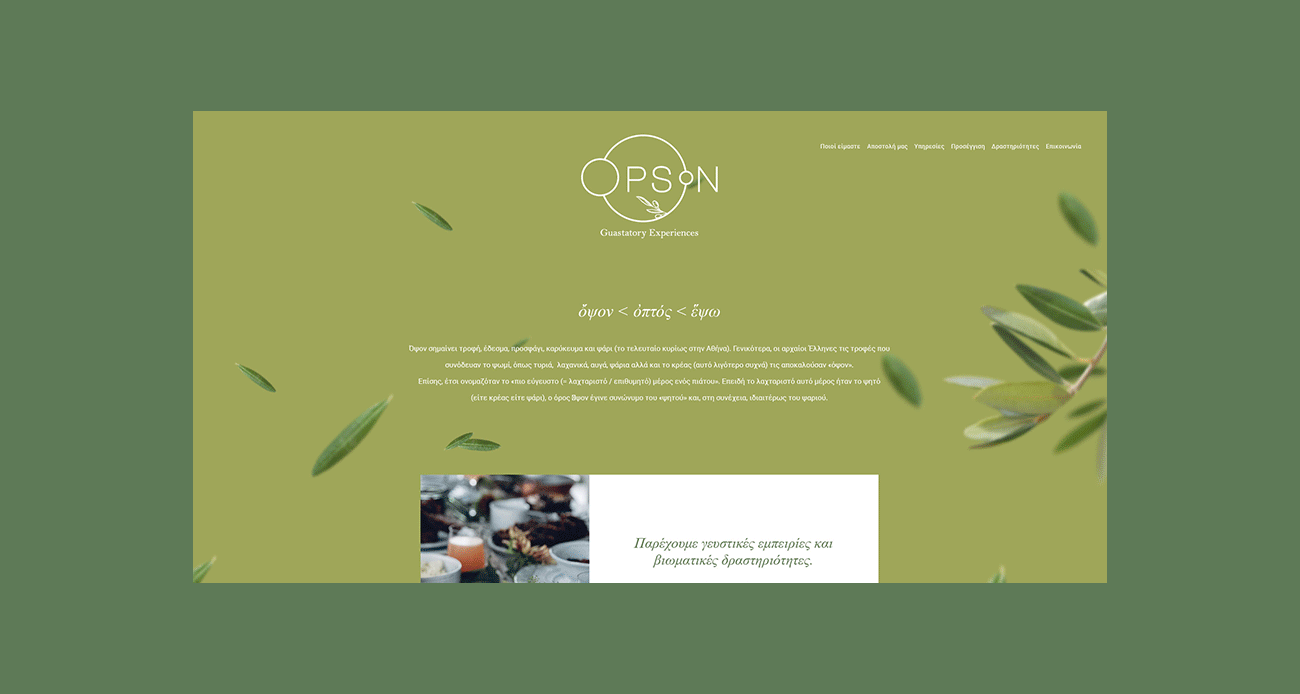 OPSON
Guastatory Experiences
Ποιοί είμαστε Αποστολή μας Υπηρεσίες Προσέγγιση Δραστηριότητες Επικοινωνία
ὄψον < ὀπτός < ἕψω
Όψον σημαίνει τροφή, έδεσμα, προσφάγι, καρύκευμα και ψάρι (το τελευταίο κυρίως στην Αθήνα). Γενικότερα, οι αρχαίοι Έλληνες τις τροφές που
συνόδευαν το ψωμί, όπως τυριά, λαχανικά, αυγά, ψάρια αλλά και το κρέας (αυτό λιγότερο συχνά) τις αποκαλούσαν «όψον».
Επίσης, έτσι ονομαζόταν το «πιο εύγευστο (= λαχταριστό / επιθυμητό) μέρος ενός πιάτου». Επειδή το λαχταριστό αυτό μέρος ήταν το ψητό
(είτε κρέας είτε ψάρι), ο όρος ὄψον έγινε συνώνυμο του «ψητού» και, στη συνέχεια, ιδιαιτέρως του ψαριού.
Παρέχουμε γευστικές εμπειρίες και
βιωματικές δραστηριότητες.